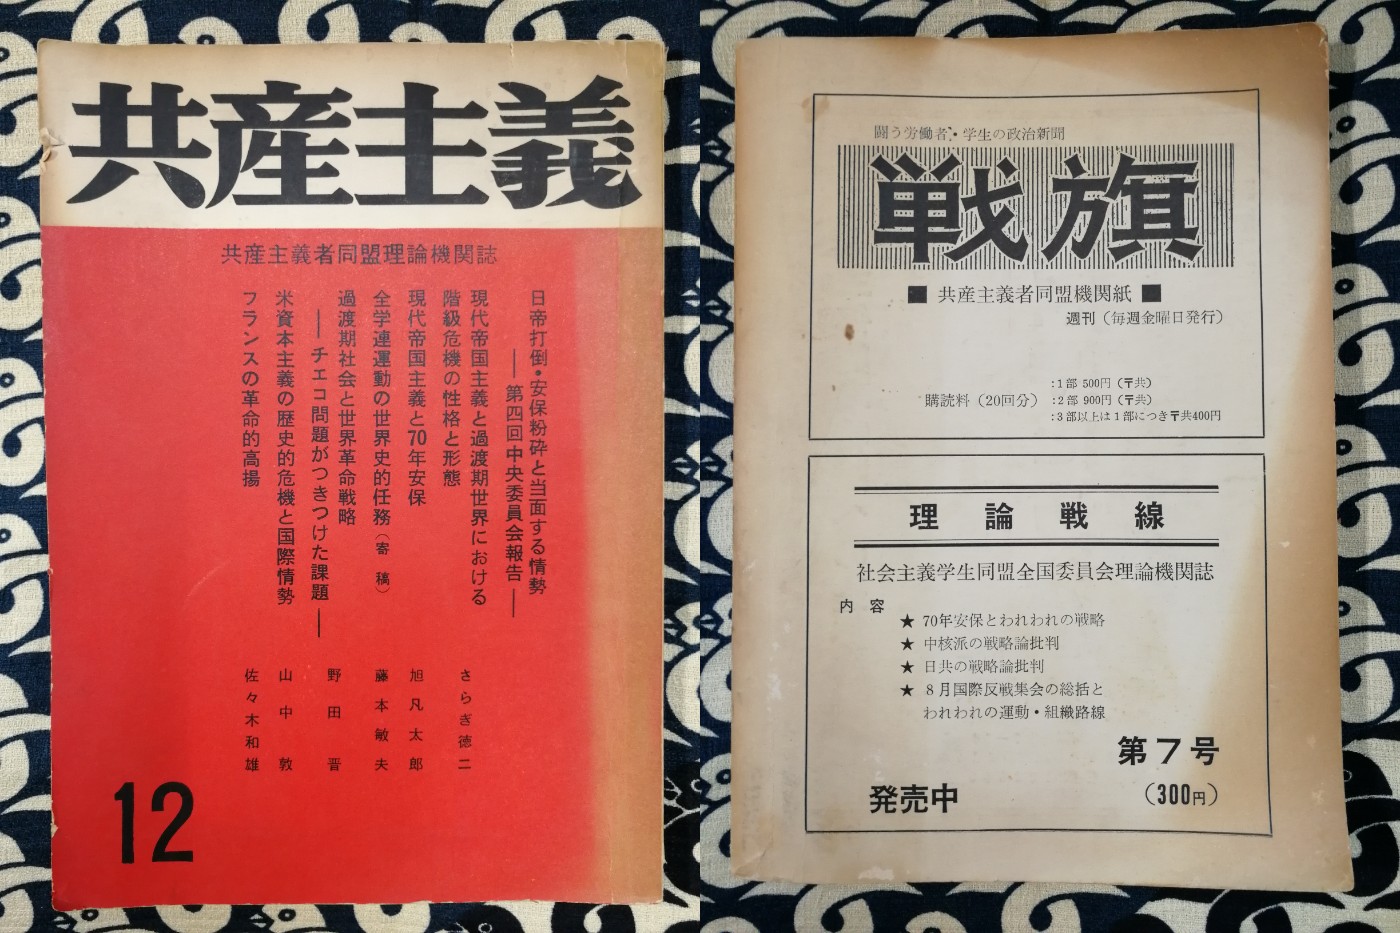 共産主義
共産主義者同盟理論機関誌
日帝打倒・安保粉砕と当面する情勢
――第四回中央委員会報告――
現代帝国主義と過渡期世界における
階級危機の性格と形態
さらぎ徳二
現代帝国主義と70年安保
旭凡太郎
全学連運動の世界史的任務(寄稿)
藤本敏夫
過渡期社会と世界革命戦略
――チェコ問題がつきつけた課題――
野田晋
米資本主義の歴史的危機と国際情勢
山中敦
フランスの革命的高揚
佐々木和雄
12
闘う労働者・学生の政治新聞
戦旗
■ 共産主義者同盟機関紙 ■
週刊(毎週金曜日発行)
:1部 500円(〒共)
購読料(20回分):2部 900円(〒共)
:3部以上は1部につき〒共400円
理論戦線
社会主義学生同盟全国委員会理論機関誌
内容
★ 70年安保とわれわれの戦略
★ 中核派の戦略論批判
★ 日共の戦略論批判
★ 8月国際反戦集会の総括と
われわれの運動・組織路線
第7号
発売中
(300円)